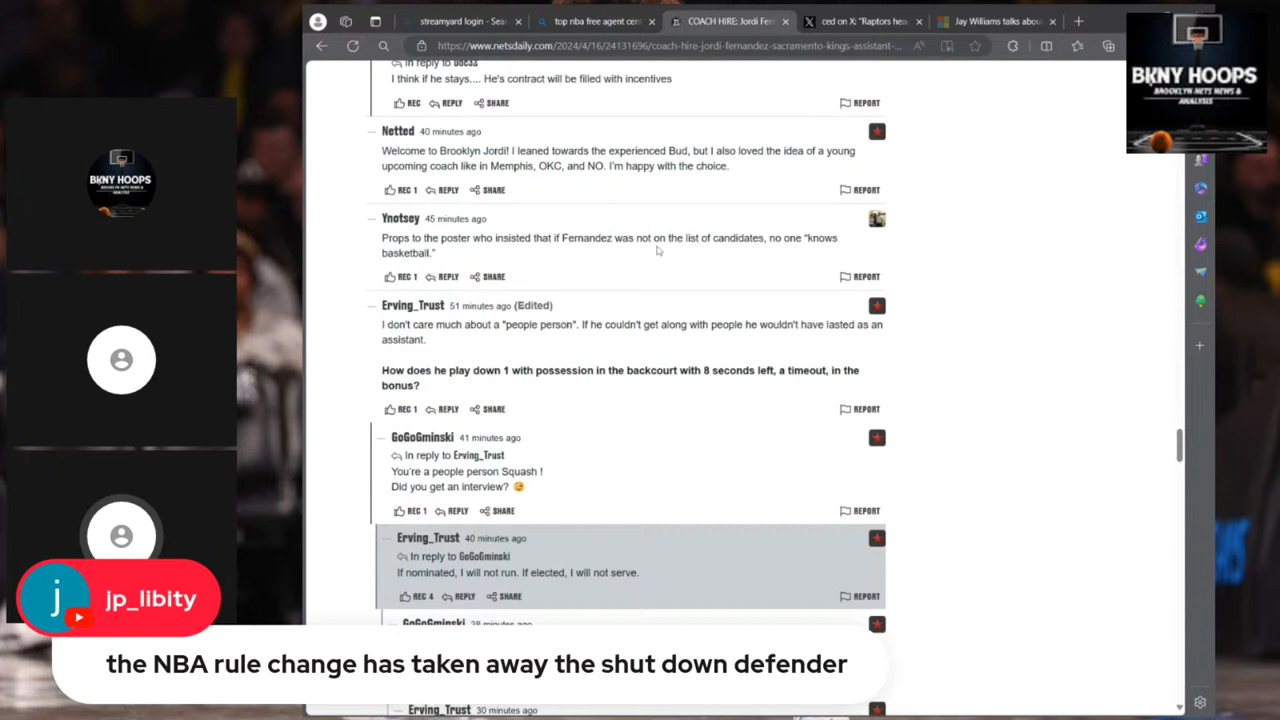 streamyard login - Sea
top nba free agent cent
COACH HIRE: Jordi Fern
ced on X: "Raptors hea
Jay Williams talks abou
https://www.netsdaily.com/2024/4/16/24131696/coach-hire-jordi-fernandez-sacramento-kings-assistant-...
BKNY HOOPS
BROOKLYN NETS NEWS &
ANALYSIS
BKNY HOOPS
In reply to
I think if he stays.... He's contract will be filled with incentives
REC REPLY SHARE REPORT
Netted 40 minutes ago
Welcome to Brooklyn Jordi! I leaned towards the experienced Bud, but I also loved the idea of a young
upcoming coach like in Memphis, OKC, and NO. I'm happy with the choice.
REC 1 REPLY SHARE REPORT
Ynotsey 45 minutes ago
Props to the poster who insisted that if Fernandez was not on the list of candidates, no one "knows
basketball."
REC 1 REPLY SHARE REPORT
Erving_Trust 51 minutes ago (Edited)
I don't care much about a "people person". If he couldn't get along with people he wouldn't have lasted as an
assistant.
How does he play down 1 with possession in the backcourt with 8 seconds left, a timeout, in the
bonus?
REC 1 REPLY SHARE REPORT
GoGoGminski 41 minutes ago
In reply to Erving_Trust
You're a people person Squash !
Did you get an interview?
REC 1 REPLY SHARE REPORT
Erving_Trust 40 minutes ago
In reply to GoGoGminski
If nominated, I will not run. If elected, I will not serve.
REC 4 REPLY SHARE REPORT
GoGoGminski 38 minutes ago
j jp_libity
the NBA rule change has taken away the shut down defender
Erving_Trust 30 minutes ago